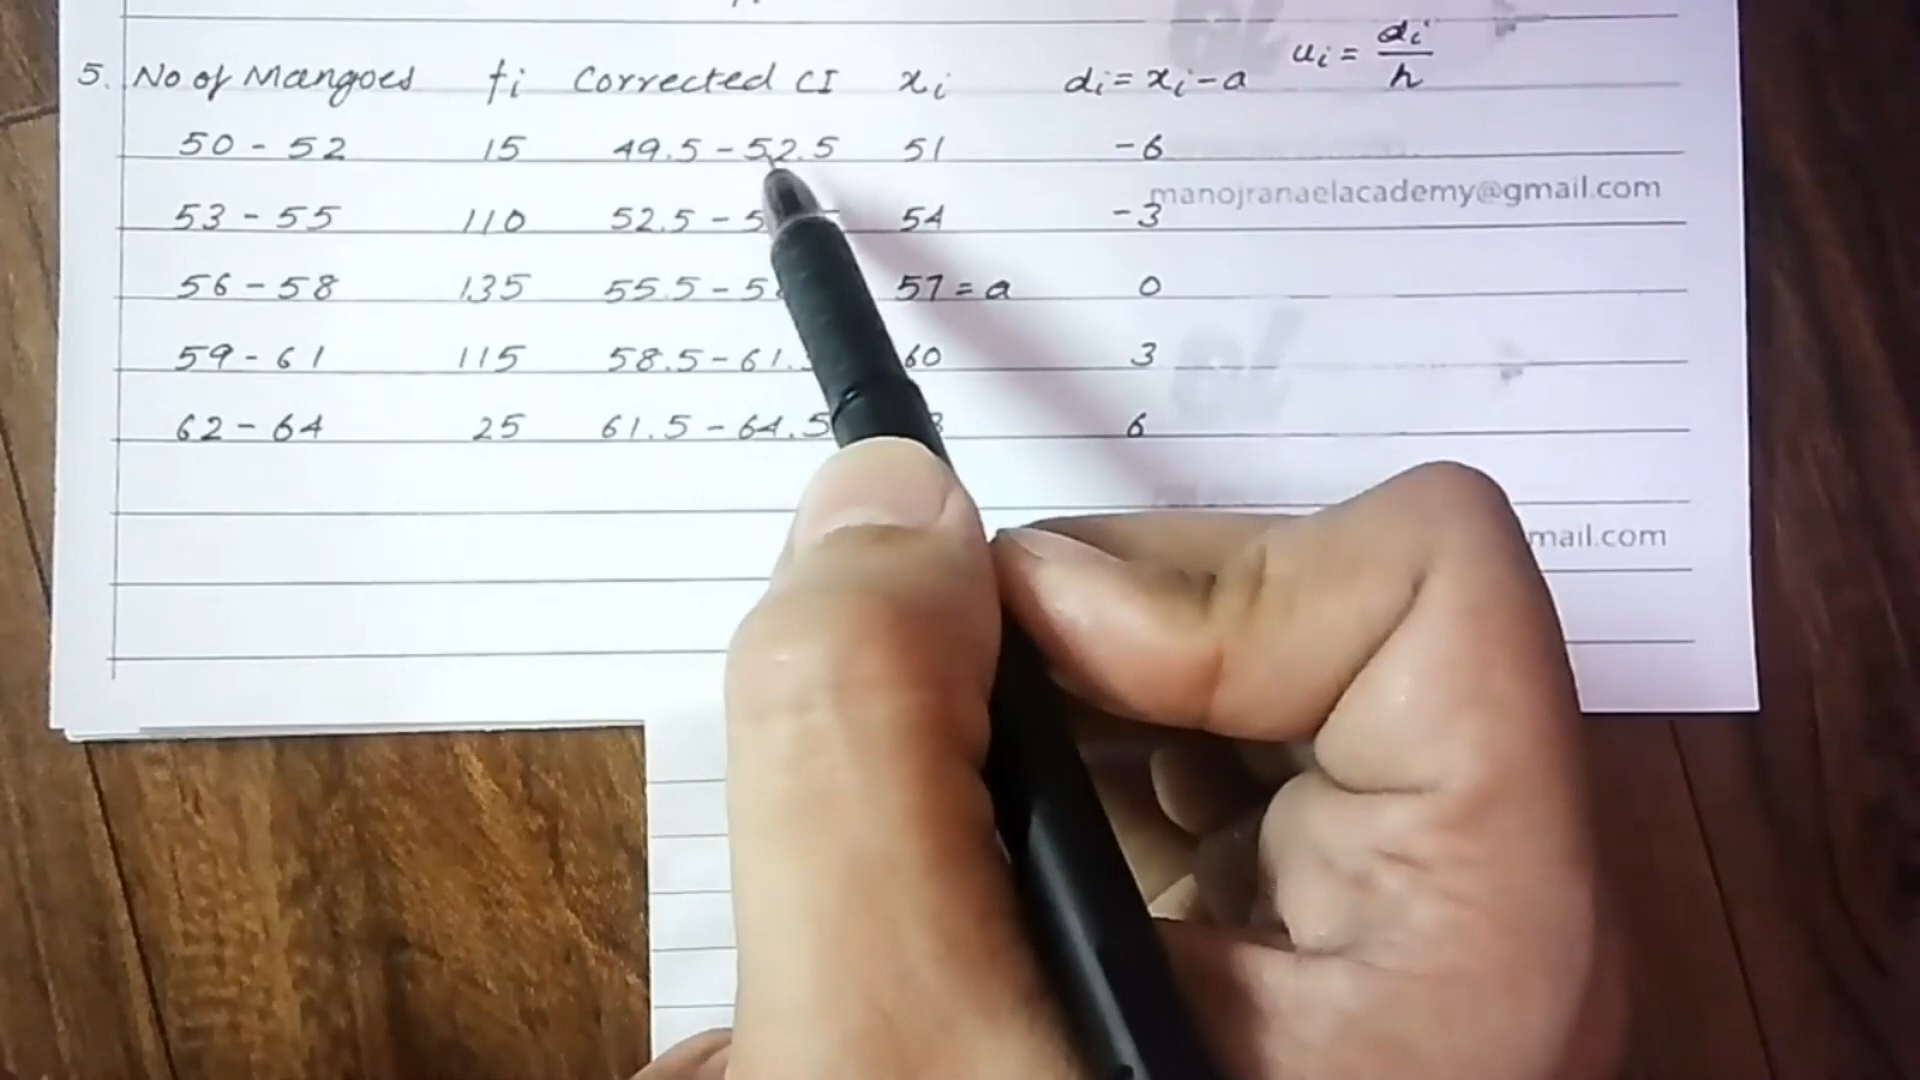 5. No of Mangoes fi Corrected CI xi di = xi - a ui = di/h
50 - 52 15 49.5 - 52.5 51 -6
manojranaelacademy@gmail.com
53 - 55 110 52.5 - 54 -3
56 - 58 135 55.5 - 57 = a 0
59 - 61 115 58.5 - 61. 60 3
62 - 64 25 61.5 - 64.5 6
mail.com